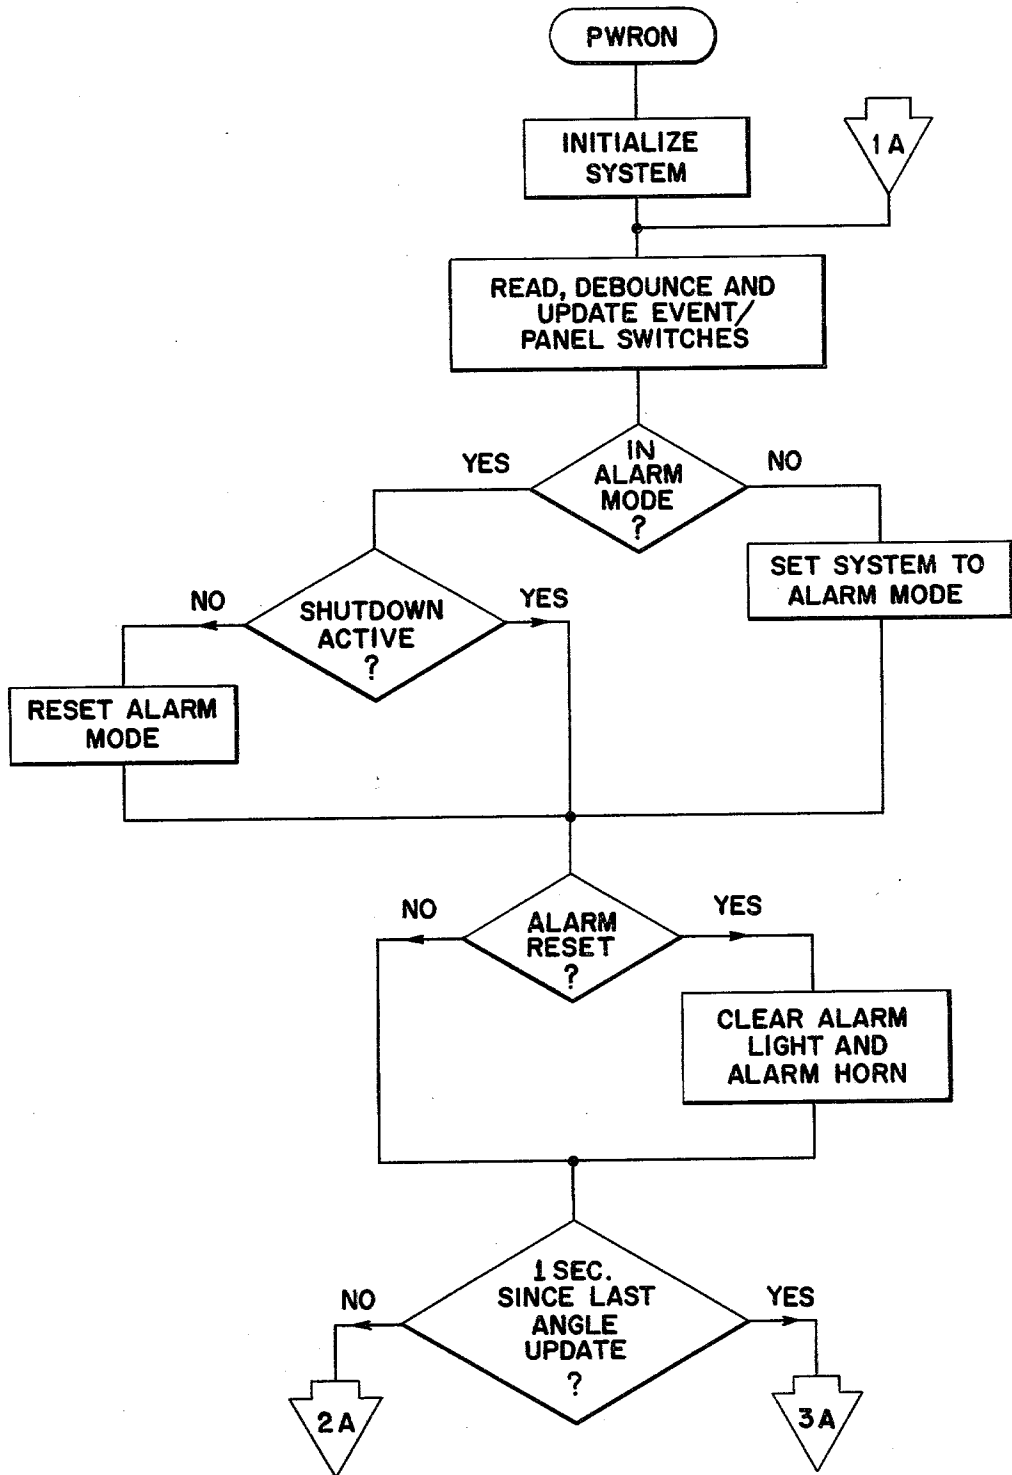 PWRON
INITIALIZE
SYSTEM
1A
READ, DEBOUNCE AND
UPDATE EVENT/
PANEL SWITCHES
IN
ALARM
MODE
?
YES
NO
SET SYSTEM TO
ALARM MODE
SHUTDOWN
ACTIVE
?
NO
YES
RESET ALARM
MODE
ALARM
RESET
?
NO
YES
CLEAR ALARM
LIGHT AND
ALARM HORN
1 SEC.
SINCE LAST
ANGLE
UPDATE
?
NO
YES
2A
3A